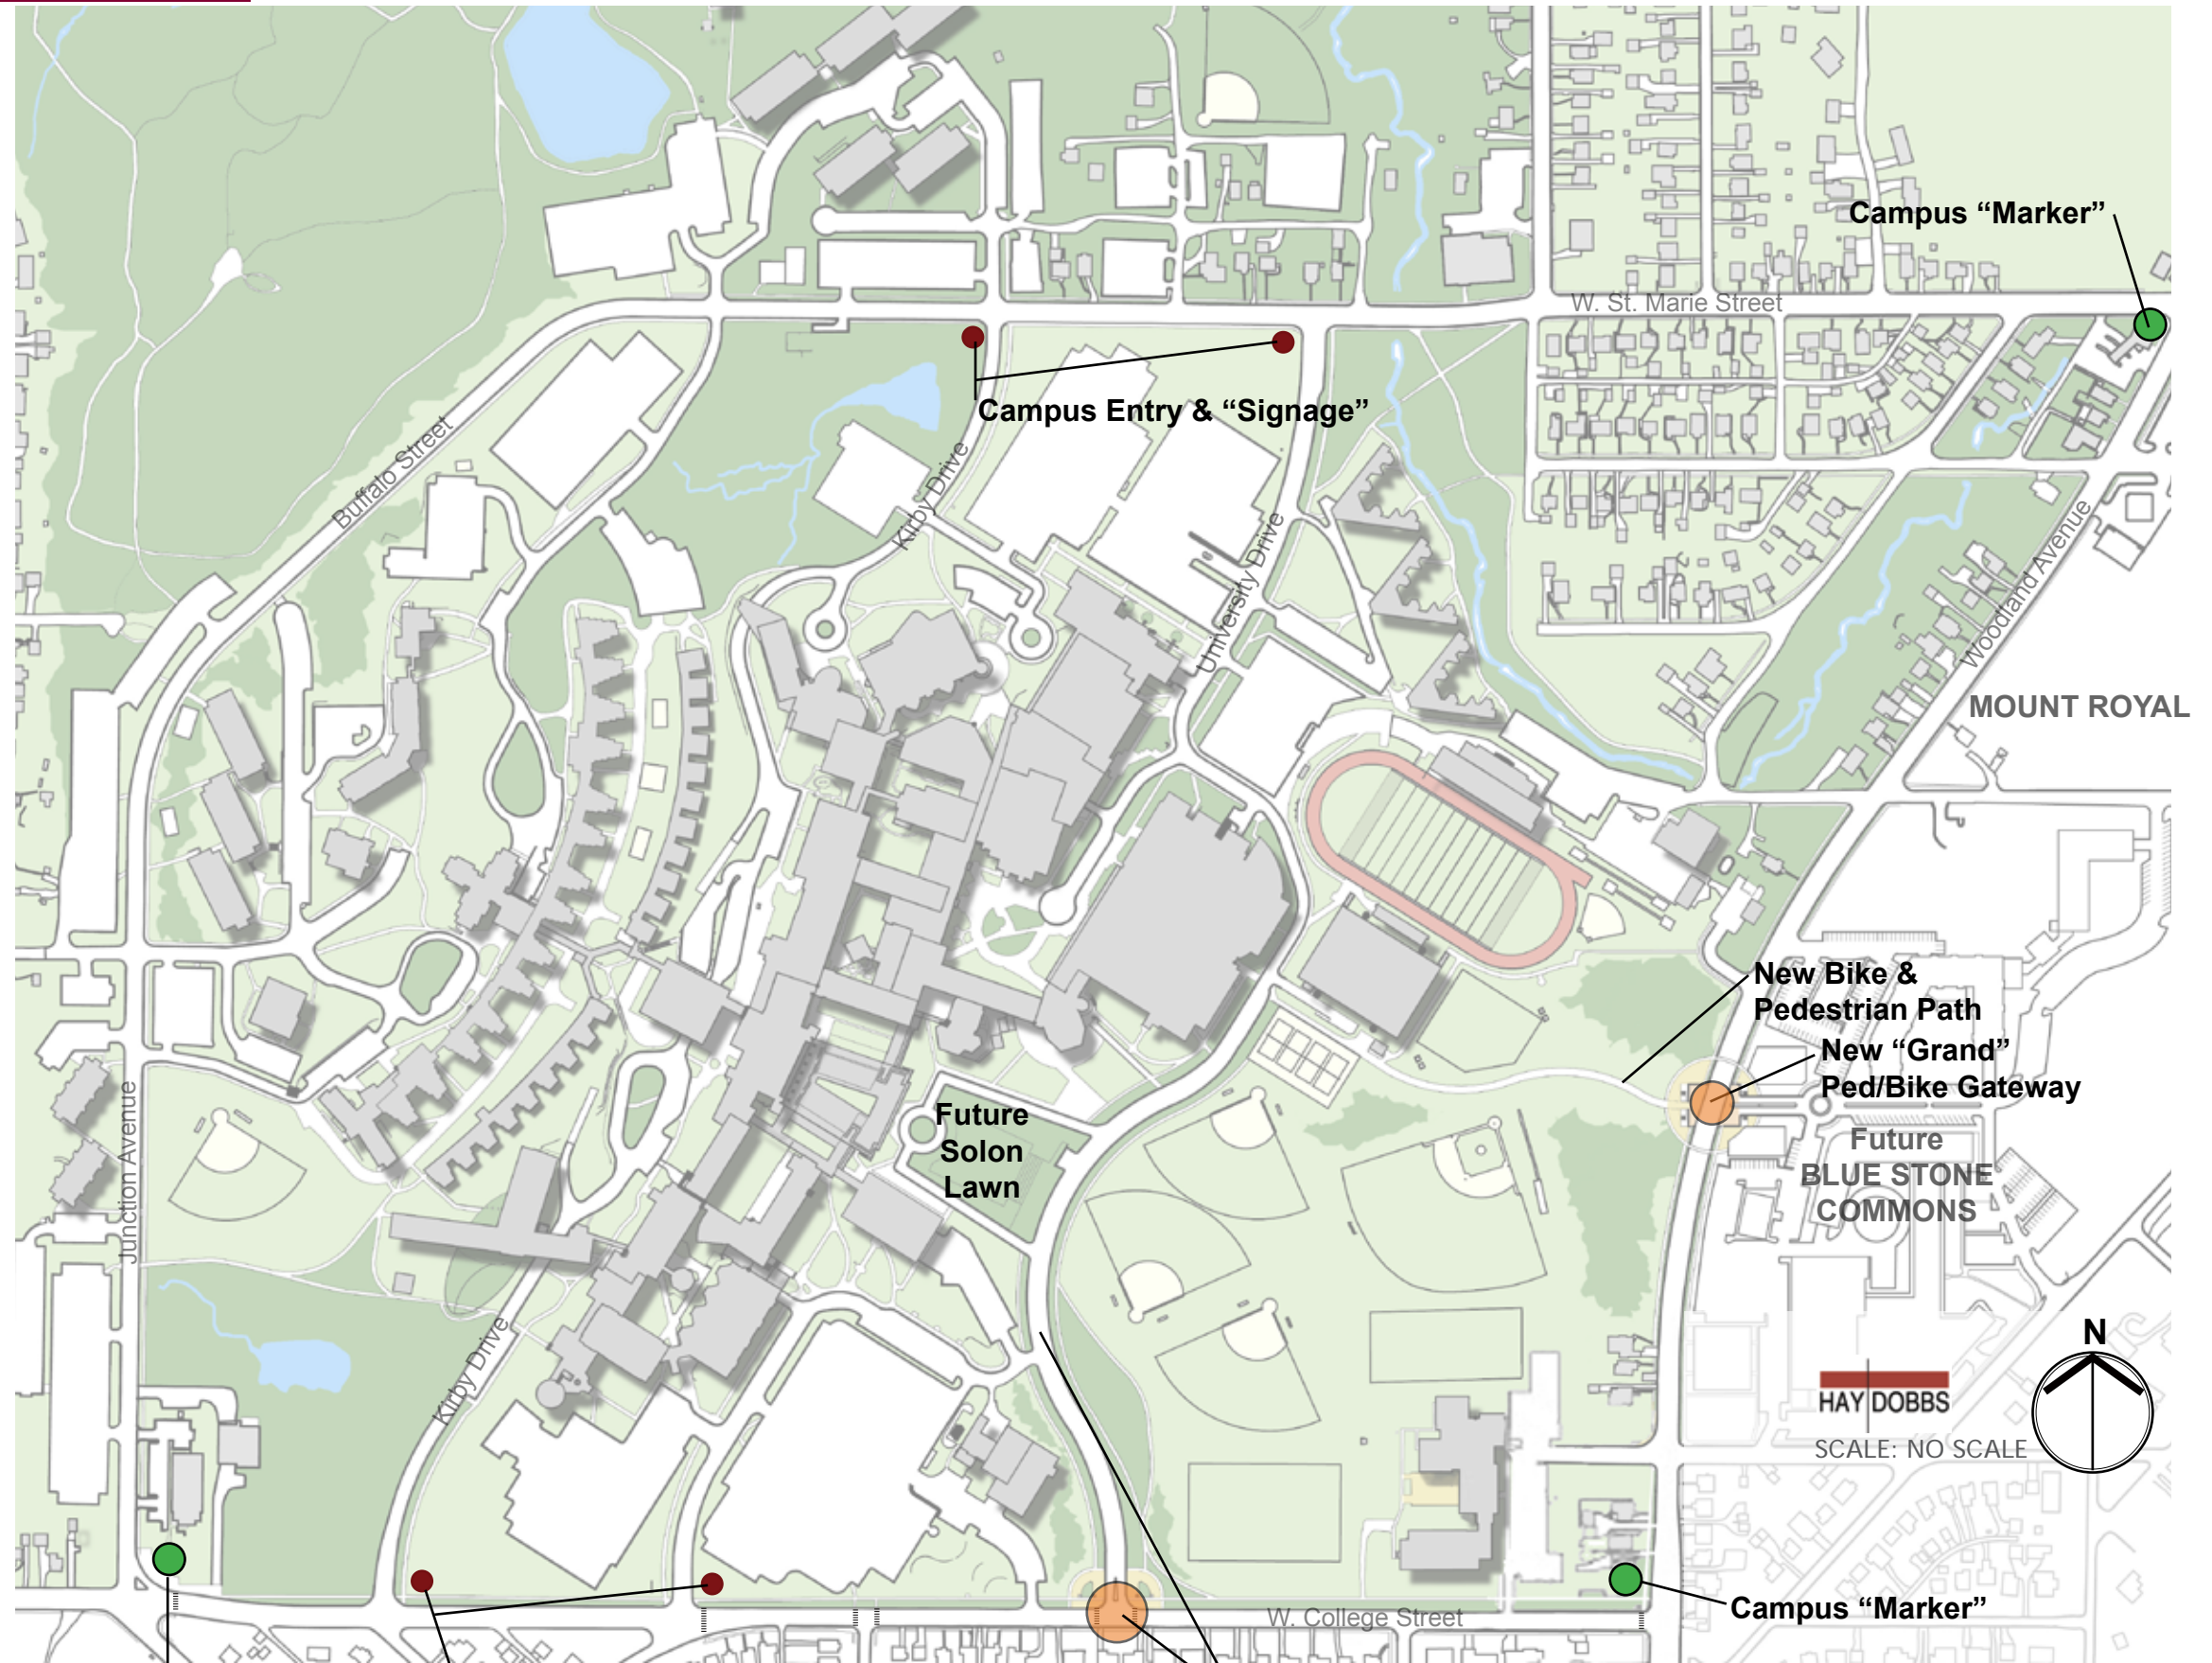 Campus “Marker”
W. St. Marie Street
Campus Entry & “Signage”
Buffalo Street
Kirby Drive
University Drive
Woodland Avenue
MOUNT ROYAL
New Bike &
Pedestrian Path
New “Grand”
Ped/Bike Gateway
Future
Solon
Lawn
Future
BLUE STONE
COMMONS
Junction Avenue
Kirby Drive
N
HAY DOBBS
SCALE: NO SCALE
Campus “Marker”
W. College Street